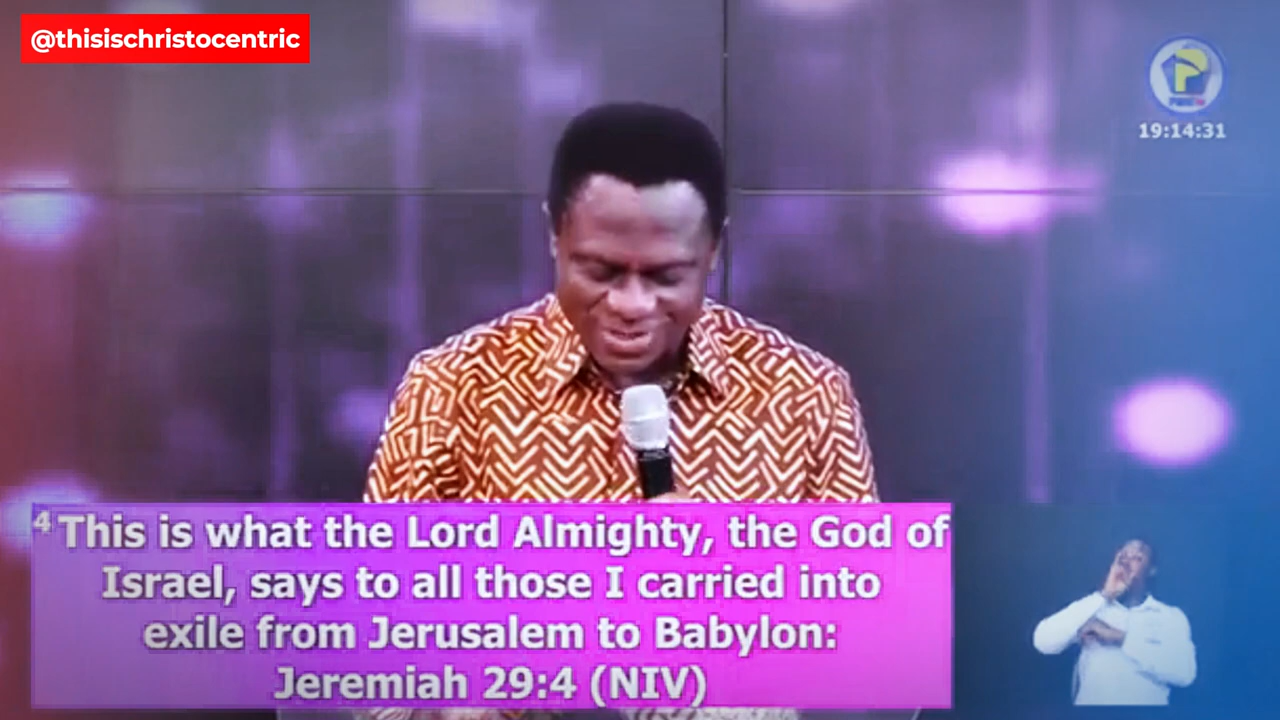 @thisischristocentric
19:14:31
4 This is what the Lord Almighty, the God of
Israel, says to all those I carried into
exile from Jerusalem to Babylon:
Jeremiah 29:4 (NIV)